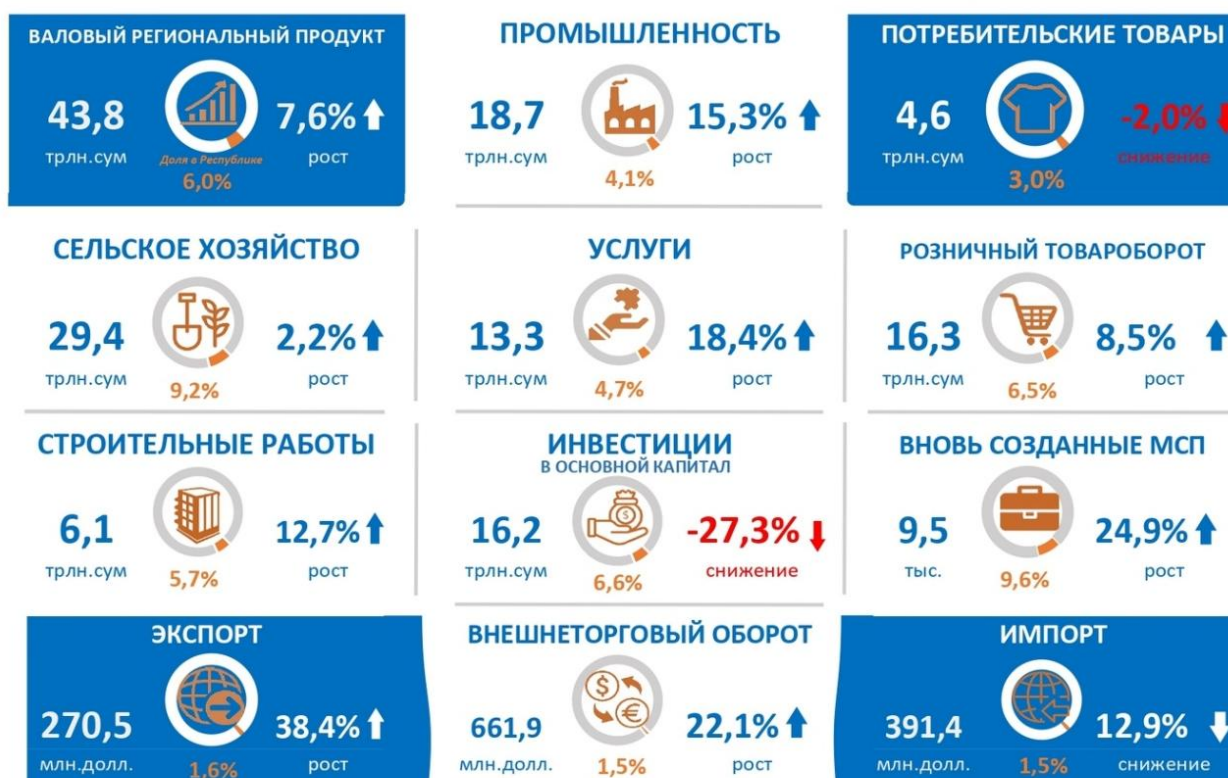 ВАЛОВЫЙ РЕГИОНАЛЬНЫЙ ПРОДУКТ
43,8
трлн.сум
Доля в Республике
6,0%
7,6%
рост
ПРОМЫШЛЕННОСТЬ
18,7
трлн.сум
4,1%
15,3%
рост
ПОТРЕБИТЕЛЬСКИЕ ТОВАРЫ
4,6
трлн.сум
3,0%
-2,0%
снижение
СЕЛЬСКОЕ ХОЗЯЙСТВО
29,4
трлн.сум
9,2%
2,2%
рост
УСЛУГИ
13,3
трлн.сум
4,7%
18,4%
рост
РОЗНИЧНЫЙ ТОВАРОБОРОТ
16,3
трлн.сум
6,5%
8,5%
рост
СТРОИТЕЛЬНЫЕ РАБОТЫ
6,1
трлн.сум
5,7%
12,7%
рост
ИНВЕСТИЦИИ
В ОСНОВНОЙ КАПИТАЛ
16,2
трлн.сум
6,6%
-27,3%
снижение
ВНОВЬ СОЗДАННЫЕ МСП
9,5
тыс.
9,6%
24,9%
рост
ЭКСПОРТ
270,5
млн.долл.
1,6%
38,4%
рост
ВНЕШНЕТОРГОВЫЙ ОБОРОТ
661,9
млн.долл.
$
€
1,5%
22,1%
рост
ИМПОРТ
391,4
млн.долл.
1,5%
12,9%
снижение